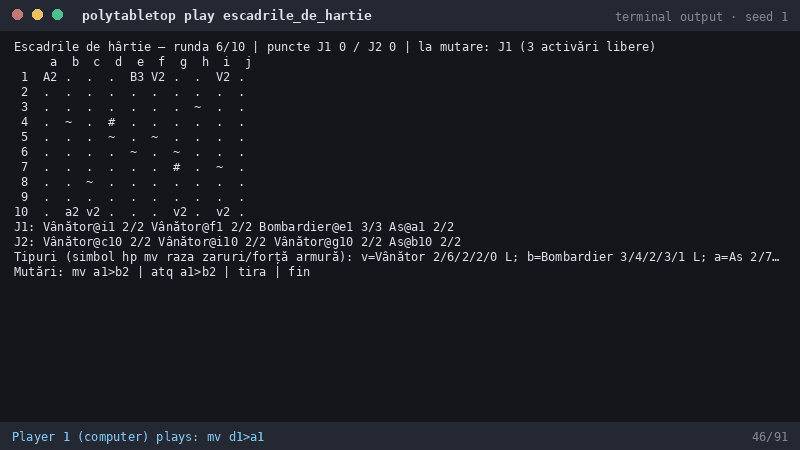 polytabletop play escadrile_de_hartie
terminal output · seed 1
Escadrile de hârtie — runda 6/10 | puncte J1 0 / J2 0 | la mutare: J1 (3 activări libere)
a b c d e f g h i j
1 A2 . . . B3 V2 . . V2 .
2 . . . . . . . . . .
3 . . . . . . . ~ . .
4 . ~ . # . . . . . .
5 . . . ~ . ~ . . . .
6 . . . . ~ . ~ . . .
7 . . . . . . # . ~ .
8 . . ~ . . . . . . .
9 . . . . . . . . . .
10 . a2 v2 . . . v2 . v2 .
J1: Vânător@i1 2/2 Vânător@f1 2/2 Bombardier@e1 3/3 As@a1 2/2
J2: Vânător@c10 2/2 Vânător@i10 2/2 Vânător@g10 2/2 As@b10 2/2
Tipuri (simbol hp mv raza zaruri/forță armură): v=Vânător 2/6/2/2/0 L; b=Bombardier 3/4/2/3/1 L; a=As 2/7…
Mutări: mv a1>b2 | atq a1>b2 | tira | fin
Player 1 (computer) plays: mv d1>a1
46/91